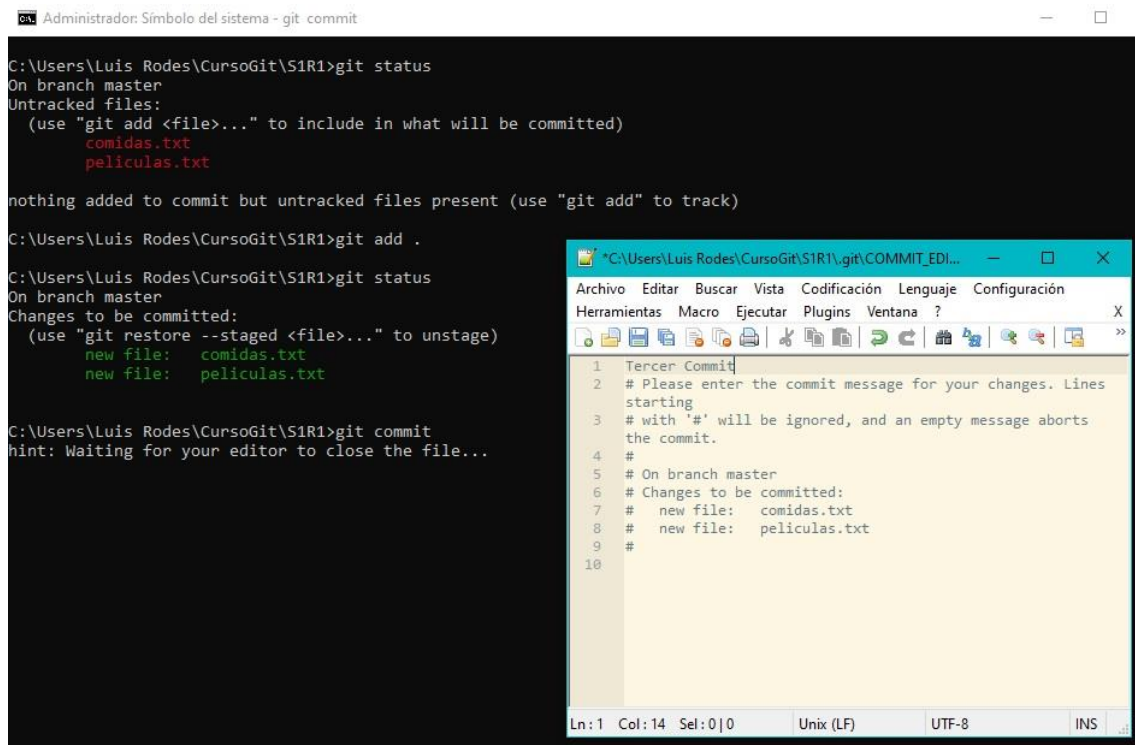 Administrador: Símbolo del sistema - git  commit
C:\Users\Luis Rodes\CursoGit\S1R1>git status
On branch master
Untracked files:
  (use "git add <file>..." to include in what will be committed)
        comidas.txt
        peliculas.txt
nothing added to commit but untracked files present (use "git add" to track)
C:\Users\Luis Rodes\CursoGit\S1R1>git add .
C:\Users\Luis Rodes\CursoGit\S1R1>git status
On branch master
Changes to be committed:
  (use "git restore --staged <file>..." to unstage)
        new file:   comidas.txt
        new file:   peliculas.txt
C:\Users\Luis Rodes\CursoGit\S1R1>git commit
hint: Waiting for your editor to close the file...
*C:\Users\Luis Rodes\CursoGit\S1R1\.git\COMMIT_EDI...
Archivo Editar Buscar Vista Codificación Lenguaje Configuración
Herramientas Macro Ejecutar Plugins Ventana ? X
1 Tercer Commit
2 # Please enter the commit message for your changes. Lines
starting
3 # with '#' will be ignored, and an empty message aborts
the commit.
4 #
5 # On branch master
6 # Changes to be committed:
7 #   new file:   comidas.txt
8 #   new file:   peliculas.txt
9 #
10
Ln : 1 Col : 14 Sel : 0 | 0 Unix (LF) UTF-8 INS